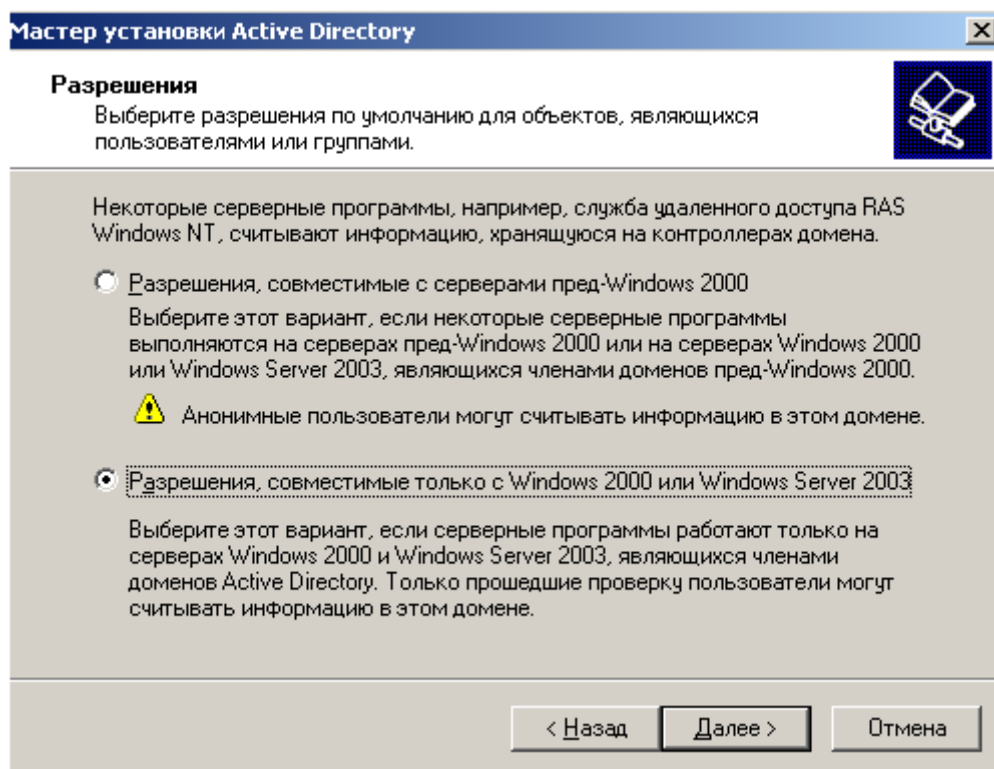 Мастер установки Active Directory
Разрешения
Выберите разрешения по умолчанию для объектов, являющихся
пользователями или группами.
Некоторые серверные программы, например, служба удаленного доступа RAS
Windows NT, считывают информацию, хранящуюся на контроллерах домена.
Разрешения, совместимые с серверами пред-Windows 2000
Выберите этот вариант, если некоторые серверные программы
выполняются на серверах пред-Windows 2000 или на серверах Windows 2000
или Windows Server 2003, являющихся членами доменов пред-Windows 2000.
Анонимные пользователи могут считывать информацию в этом домене.
Разрешения, совместимые только с Windows 2000 или Windows Server 2003
Выберите этот вариант, если серверные программы работают только на
серверах Windows 2000 и Windows Server 2003, являющихся членами
доменов Active Directory. Только прошедшие проверку пользователи могут
считывать информацию в этом домене.
< Назад Далее > Отмена